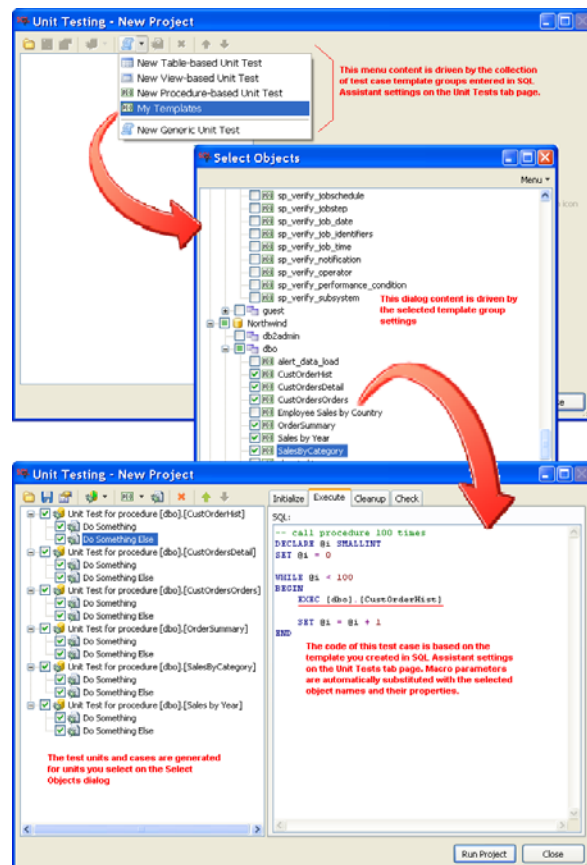 Unit Testing - New Project
New Table-based Unit Test
New View-based Unit Test
New Procedure-based Unit Test
My Templates
New Generic Unit Test
This menu content is driven by the collection
of test case template groups entered in SQL
Assistant settings on the Unit Tests tab page.
Select Objects
Menu
sp_verify_jobschedule
sp_verify_jobstep
sp_verify_job_date
sp_verify_job_identifiers
sp_verify_job_time
sp_verify_notification
sp_verify_operator
sp_verify_performance_condition
sp_verify_subsystem
guest
Northwind
db2admin
dbo
alert_data_load
CustOrderHist
CustOrdersDetail
CustOrdersOrders
Employee Sales by Country
OrderSummary
Sales by Year
SalesByCategory
This dialog content is driven by
the selected template group
settings
Unit Testing - New Project
Unit Test for procedure [dbo].[CustOrderHist]
Do Something
Do Something Else
Unit Test for procedure [dbo].[CustOrdersDetail]
Do Something
Do Something Else
Unit Test for procedure [dbo].[CustOrdersOrders]
Do Something
Do Something Else
Unit Test for procedure [dbo].[OrderSummary]
Do Something
Do Something Else
Unit Test for procedure [dbo].[SalesByCategory]
Do Something
Do Something Else
Unit Test for procedure [dbo].[Sales by Year]
Do Something
Do Something Else
The test units and cases are generated
for units you select on the Select
Objects dialog
Initialize Execute Cleanup Check
SQL:
-- call procedure 100 times
DECLARE @i SMALLINT
SET @i = 0
WHILE @i < 100
BEGIN
EXEC [dbo].[CustOrderHist]
SET @i = @i + 1
END
The code of this test case is based on the
template you created in SQL Assistant settings
on the Unit Tests tab page. Macro parameters
are automatically substituted with the selected
object names and their properties.
Run Project Close